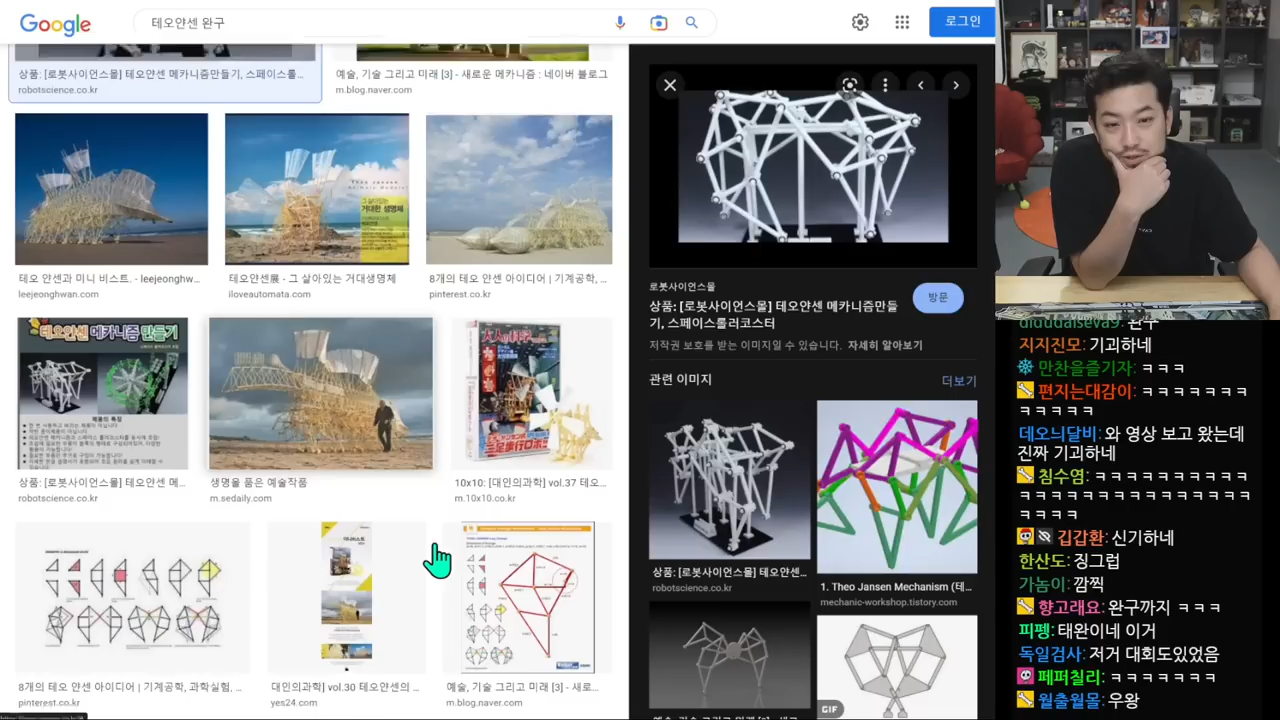 Google
테오얀센 완구
로그인
상품: [로봇사이언스몰] 테오얀센 메카니즘만들기, 스페이스롤...
robotscience.co.kr
예술, 기술 그리고 미래 [3] - 새로운 메카니즘 : 네이버 블로그
m.blog.naver.com
테오 얀센과 미니 비스트. - leejeonghw...
leejeonghwan.com
테오얀센展 - 그 살아있는 거대생명체
iloveautomata.com
8개의 테오 얀센 아이디어 | 기계공학, ...
pinterest.co.kr
테오얀센 메카니즘 만들기
제품의 특징
상품: [로봇사이언스몰] 테오얀센 메...
robotscience.co.kr
생명을 품은 예술작품
m.sedaily.com
10x10: [대인의과학] vol.37 테오...
m.10x10.co.kr
8개의 테오 얀센 아이디어 | 기계공학, 과학실험, ...
pinterest.co.kr
대인의과학] vol.30 테오얀센의 ...
yes24.com
예술, 기술 그리고 미래 [3] - 새로...
m.blog.naver.com
로봇사이언스몰
상품: [로봇사이언스몰] 테오얀센 메카니즘만들
기, 스페이스롤러코스터
방문
저작권 보호를 받는 이미지일 수 있습니다. 자세히 알아보기
관련 이미지
더보기
상품: [로봇사이언스몰] 테오얀...
robotscience.co.kr
1. Theo Jansen Mechanism (테...
mechanic-workshop.tistory.com
GIF
지지진모: 기괴하네
만찬을즐기자: ㅋㅋㅋ
편지는대감이: ㅋㅋㅋㅋㅋㅋㅋ
ㅋㅋㅋㅋㅋ
데오늬달비: 와 영상 보고 왔는데
진짜 기괴하네
침수염: ㅋㅋㅋㅋㅋㅋㅋㅋㅋㅋ
ㅋㅋㅋㅋㅋㅋㅋㅋㅋㅋㅋㅋㅋㅋㅋ
ㅋㅋㅋㅋ
김갑환: 신기하네
한산도: 징그럽
가놈이: 깜찍
향고래요: 완구까지 ㅋㅋㅋ
피펭: 태완이네 이거
독일검사: 저거 대회도있었음
페퍼칠리: ㅋㅋㅋㅋㅋㅋㅋ
월출월몰: 우왕